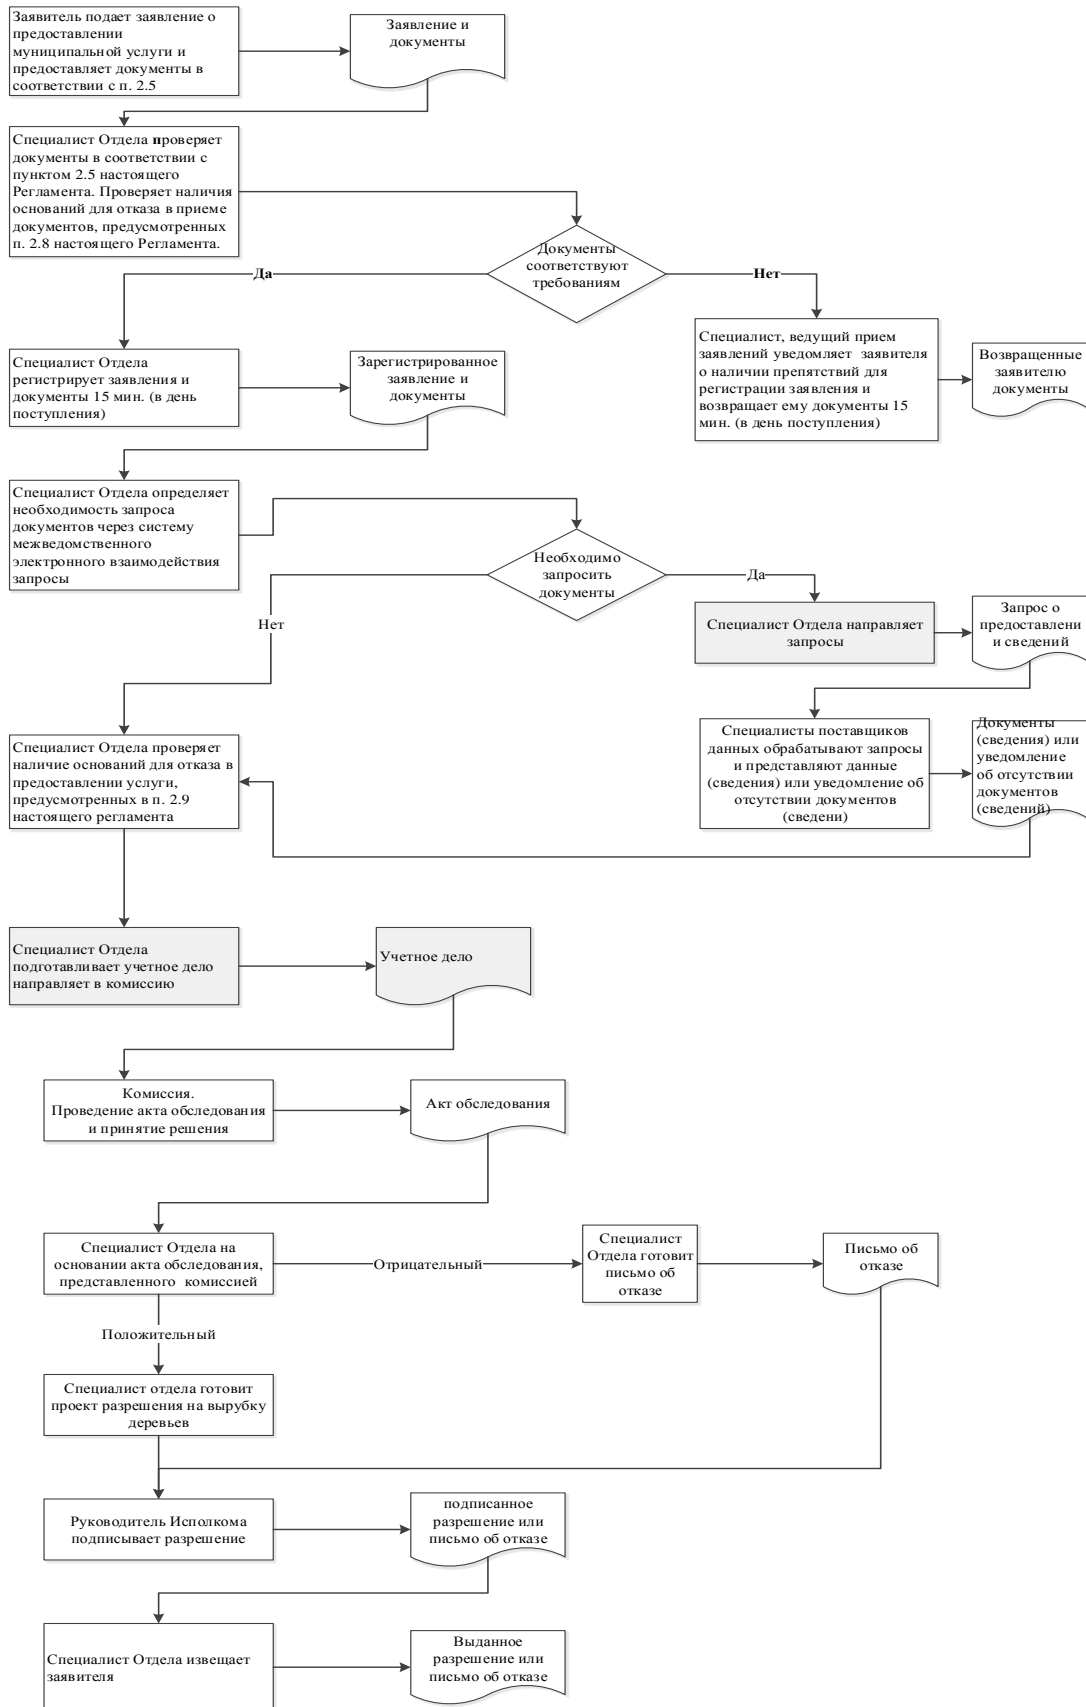 Заявитель подает заявление о
предоставлении
муниципальной услуги и
предоставляет документы в
соответствии с п. 2.5
Заявление и
документы
Специалист Отдела проверяет
документы в соответствии с
пунктом 2.5 настоящего
Регламента. Проверяет наличия
оснований для отказа в приеме
документов, предусмотренных
п. 2.8 настоящего Регламента.
Документы
соответствуют
требованиям
Да
Нет
Специалист Отдела
регистрирует заявления и
документы 15 мин. (в день
поступления)
Зарегистрированное
заявление и
документы
Специалист, ведущий прием
заявлений уведомляет заявителя
о наличии препятствий для
регистрации заявления и
возвращает ему документы 15
мин. (в день поступления)
Возвращенные
заявителю
документы
Специалист Отдела определяет
необходимость запроса
документов через систему
межведомственного
электронного взаимодействия
запросы
Необходимо
запросить
документы
Да
Нет
Специалист Отдела направляет
запросы
Запрос о
предоставлени
и сведений
Специалист Отдела проверяет
наличие оснований для отказа в
предоставлении услуги,
предусмотренных в п. 2.9
настоящего регламента
Специалисты поставщиков
данных обрабатывают запросы
и представляют данные
(сведения) или уведомление об
отсутствии документов
(сведени)
Документы
(сведения) или
уведомление
об отсутствии
документов
(сведений)
Специалист Отдела
подготавливает учетное дело
направляет в комиссию
Учетное дело
Комиссия.
Проведение акта обследования
и принятие решения
Акт обследования
Специалист Отдела на
основании акта обследования,
представленного комиссией
Отрицательный
Специалист
Отдела готовит
письмо об
отказе
Письмо об
отказе
Положительный
Специалист отдела готовит
проект разрешения на вырубку
деревьев
Руководитель Исполкома
подписывает разрешение
подписанное
разрешение или
письмо об отказе
Специалист Отдела извещает
заявителя
Выданное
разрешение или
письмо об отказе